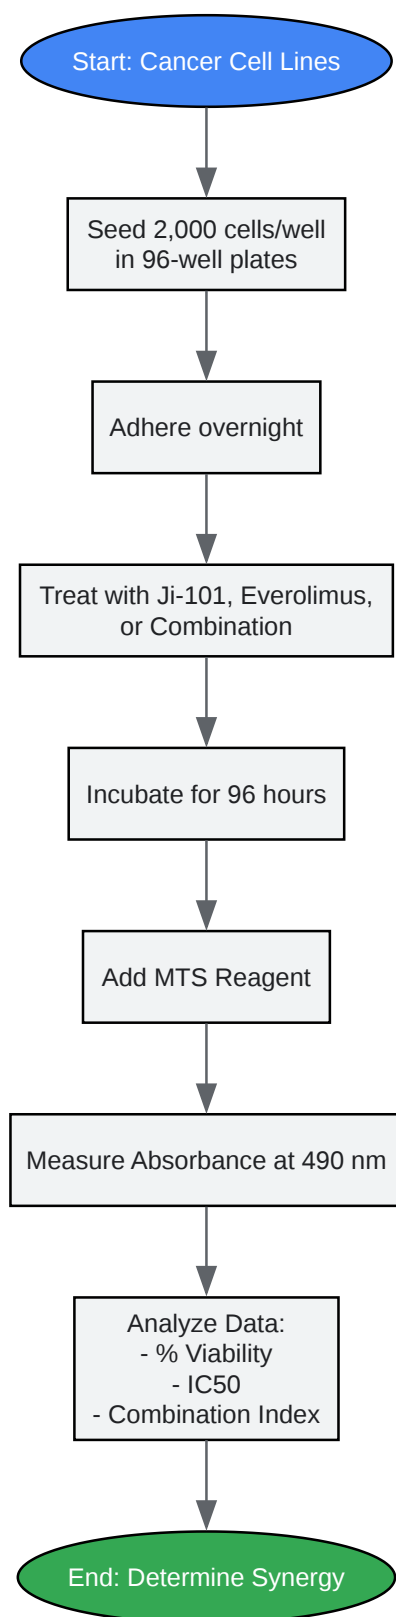 Start: Cancer Cell Lines
Seed 2,000 cells/well
in 96-well plates
Adhere overnight
Treat with Ji-101, Everolimus,
or Combination
Incubate for 96 hours
Add MTS Reagent
Measure Absorbance at 490 nm
Analyze Data:
- % Viability
- IC50
- Combination Index
End: Determine Synergy